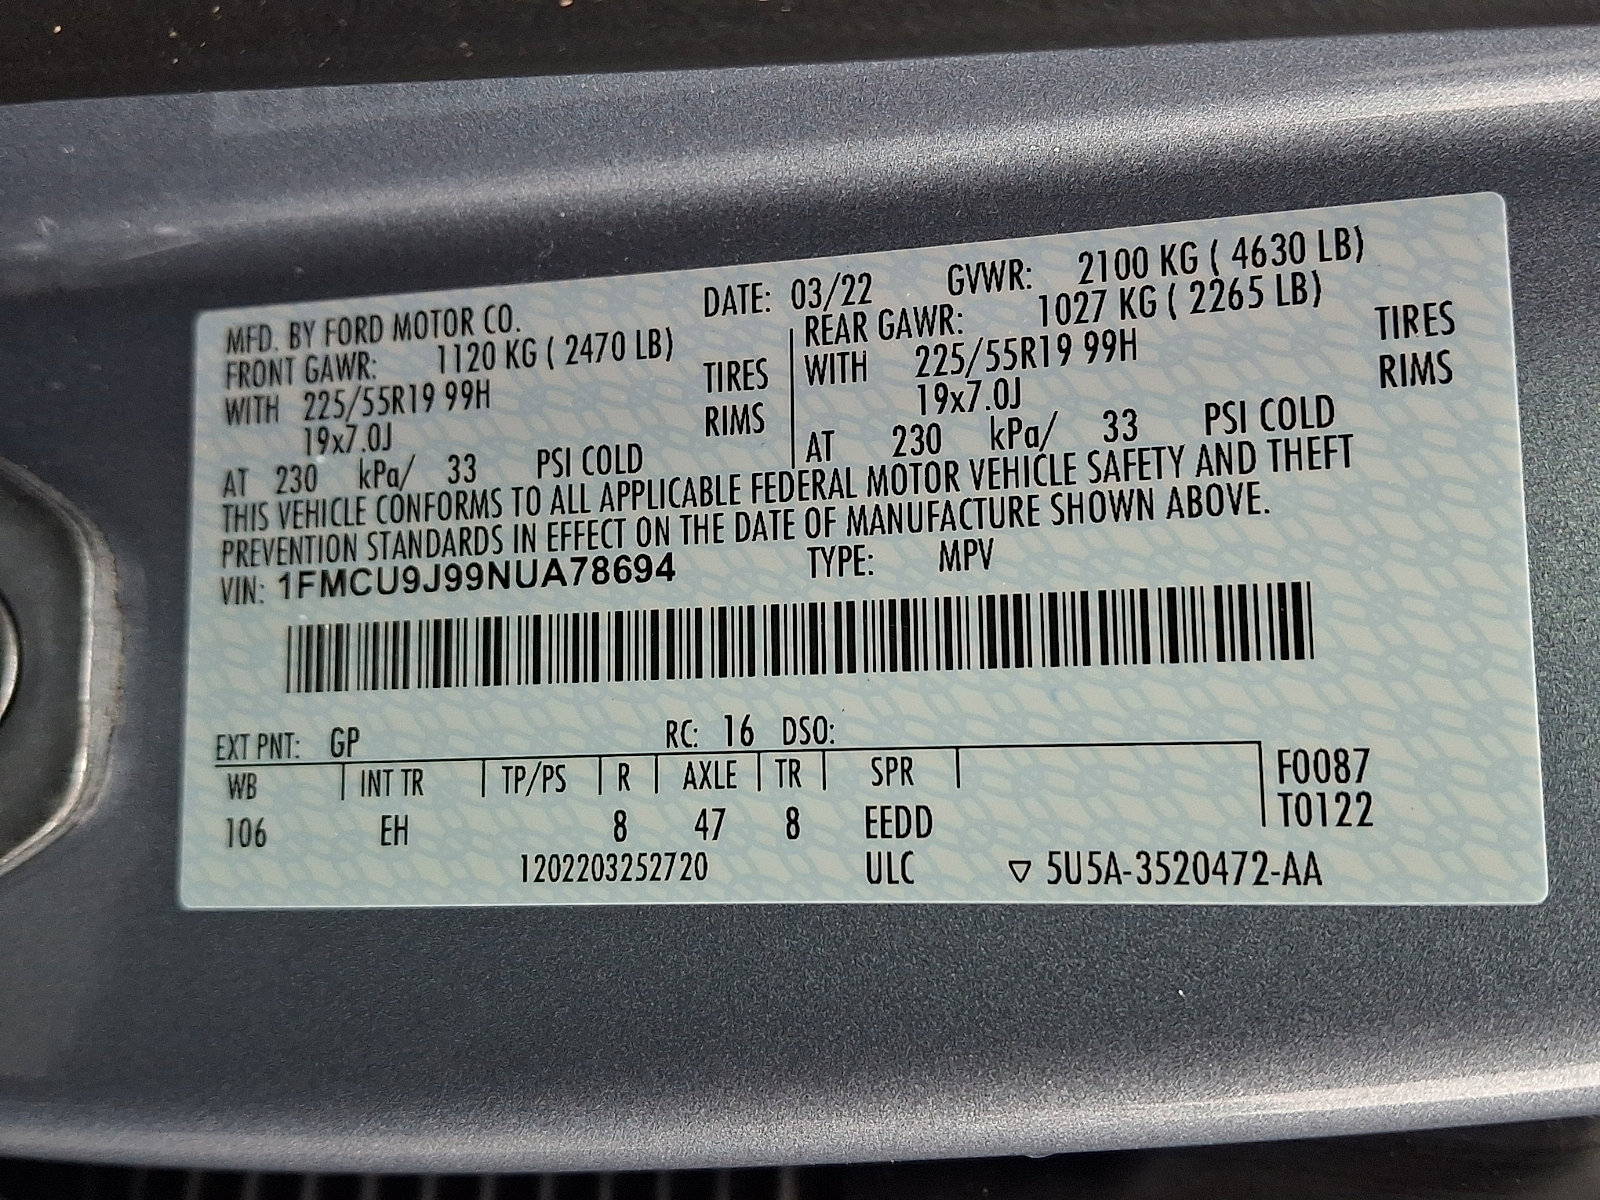 MFD. BY FORD MOTOR CO. DATE: 03/22 GVWR: 2100 KG ( 4630 LB)
FRONT GAWR: 1120 KG ( 2470 LB) REAR GAWR: 1027 KG ( 2265 LB)
WITH 225/55R19 99H TIRES WITH 225/55R19 99H TIRES
19x7.0J RIMS 19x7.0J RIMS
AT 230 kPa/ 33 PSI COLD AT 230 kPa/ 33 PSI COLD
THIS VEHICLE CONFORMS TO ALL APPLICABLE FEDERAL MOTOR VEHICLE SAFETY AND THEFT
PREVENTION STANDARDS IN EFFECT ON THE DATE OF MANUFACTURE SHOWN ABOVE.
VIN: 1FMCU9J99NUA78694 TYPE: MPV
EXT PNT: GP RC: 16 DSO:
WB INT TR TP/PS R AXLE TR SPR F0087
106 EH 8 47 8 EEDD T0122
1202203252720 ULC ▽ 5U5A-3520472-AA